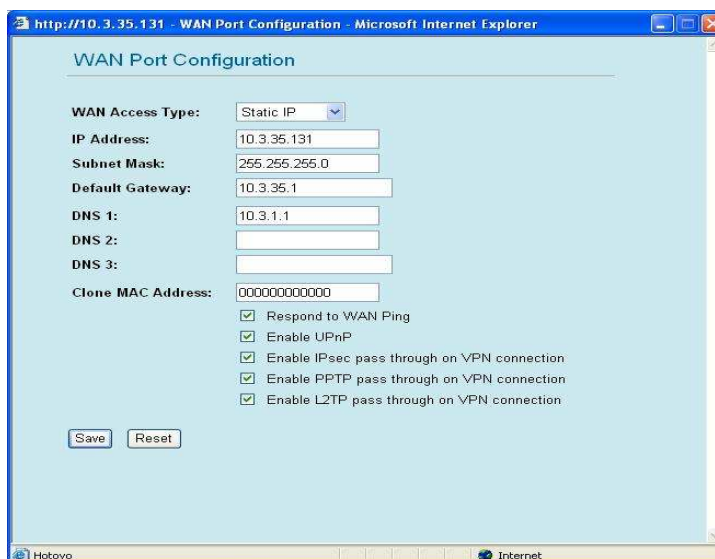 http://10.3.35.131 - WAN Port Configuration - Microsoft Internet Explorer
WAN Port Configuration
WAN Access Type: Static IP
IP Address: 10.3.35.131
Subnet Mask: 255.255.255.0
Default Gateway: 10.3.35.1
DNS 1: 10.3.1.1
DNS 2:
DNS 3:
Clone MAC Address: 000000000000
Respond to WAN Ping
Enable UPnP
Enable IPsec pass through on VPN connection
Enable PPTP pass through on VPN connection
Enable L2TP pass through on VPN connection
Save Reset
Hotovo Internet